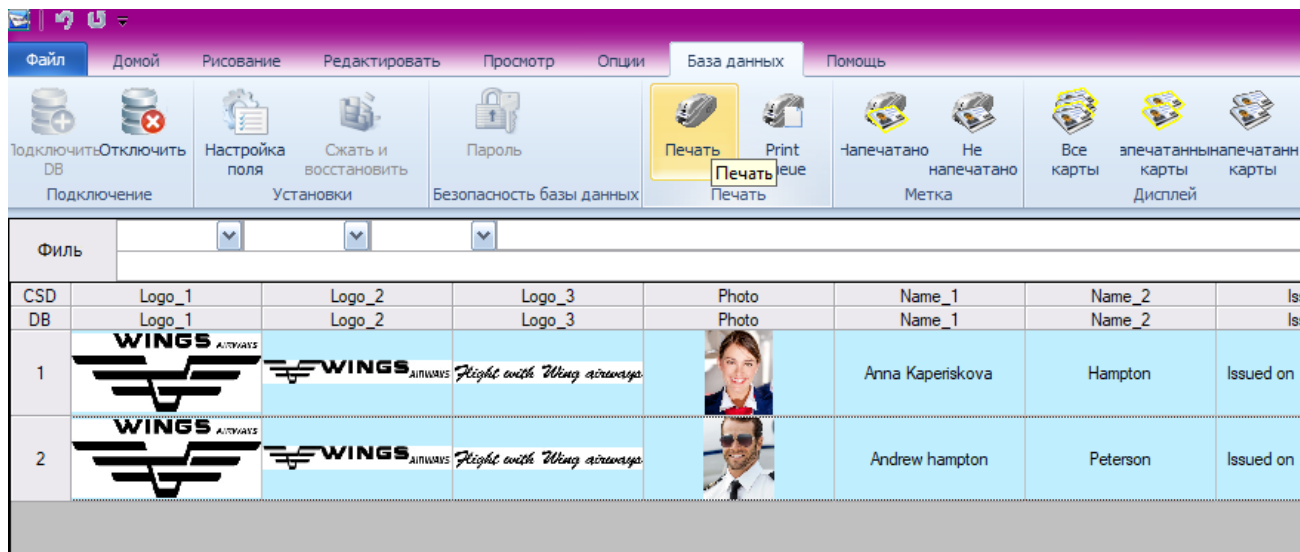 Файл Домой Рисование Редактировать Просмотр Опции База данных Помощь
Отключить Настройка поля Сжать и восстановить Пароль Печать Print Не напечатано Все карты карты карты
DB
Печать
Подключение Установки Безопасность базы данных Печать Метка Дисплей
Филь
CSD Logo_1 Logo_2 Logo_3 Photo Name_1 Name_2
DB Logo_1 Logo_2 Logo_3 Photo Name_1 Name_2
WINGS AIRWAYS
1 WINGS AIRWAYS Flight with Wing airways Anna Kaperiskova Hampton Issued on
WINGS AIRWAYS
2 WINGS AIRWAYS Flight with Wing airways Andrew hampton Peterson Issued on